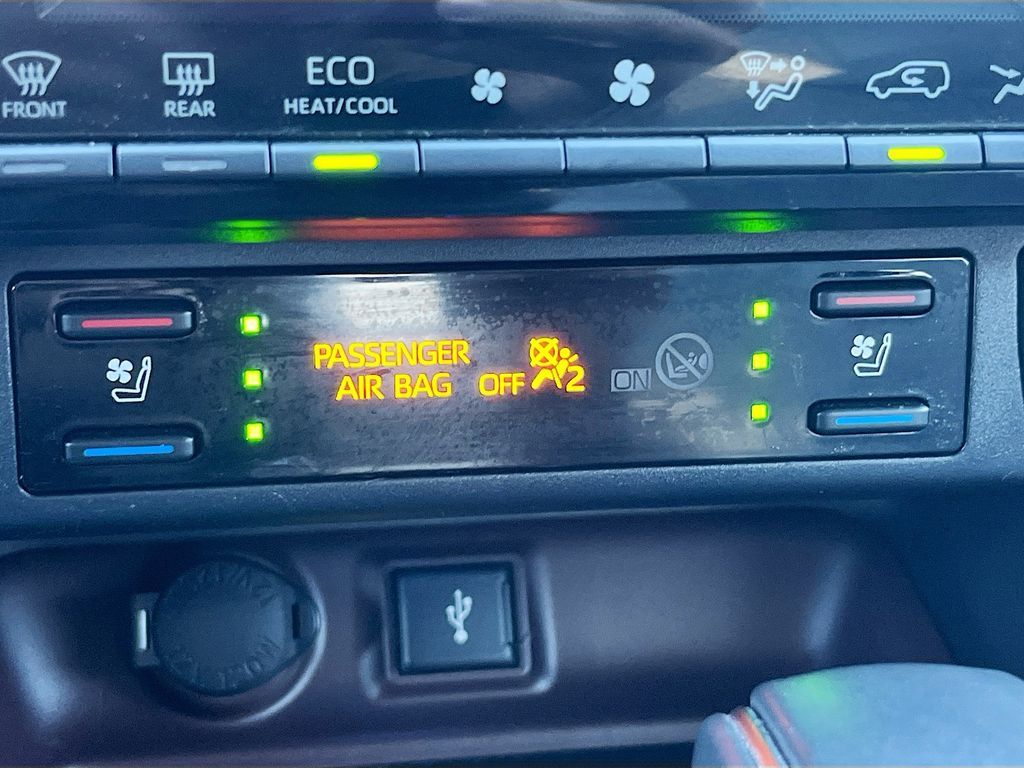 FRONT
REAR
ECO
HEAT/COOL
PASSENGER
AIR BAG OFF 2
ON